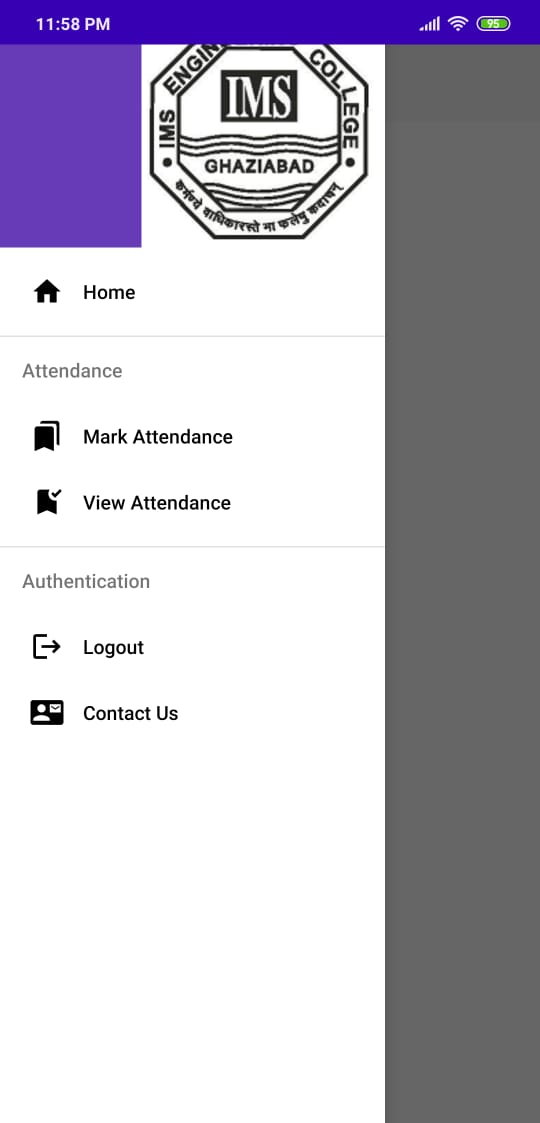 11:58 PM
95
IMS ENGIN COLLEGE
IMS
GHAZIABAD
कर्मण्ये वाधिकारस्ते मा फलेषु कदाचन्
Home
Attendance
Mark Attendance
View Attendance
Authentication
Logout
Contact Us